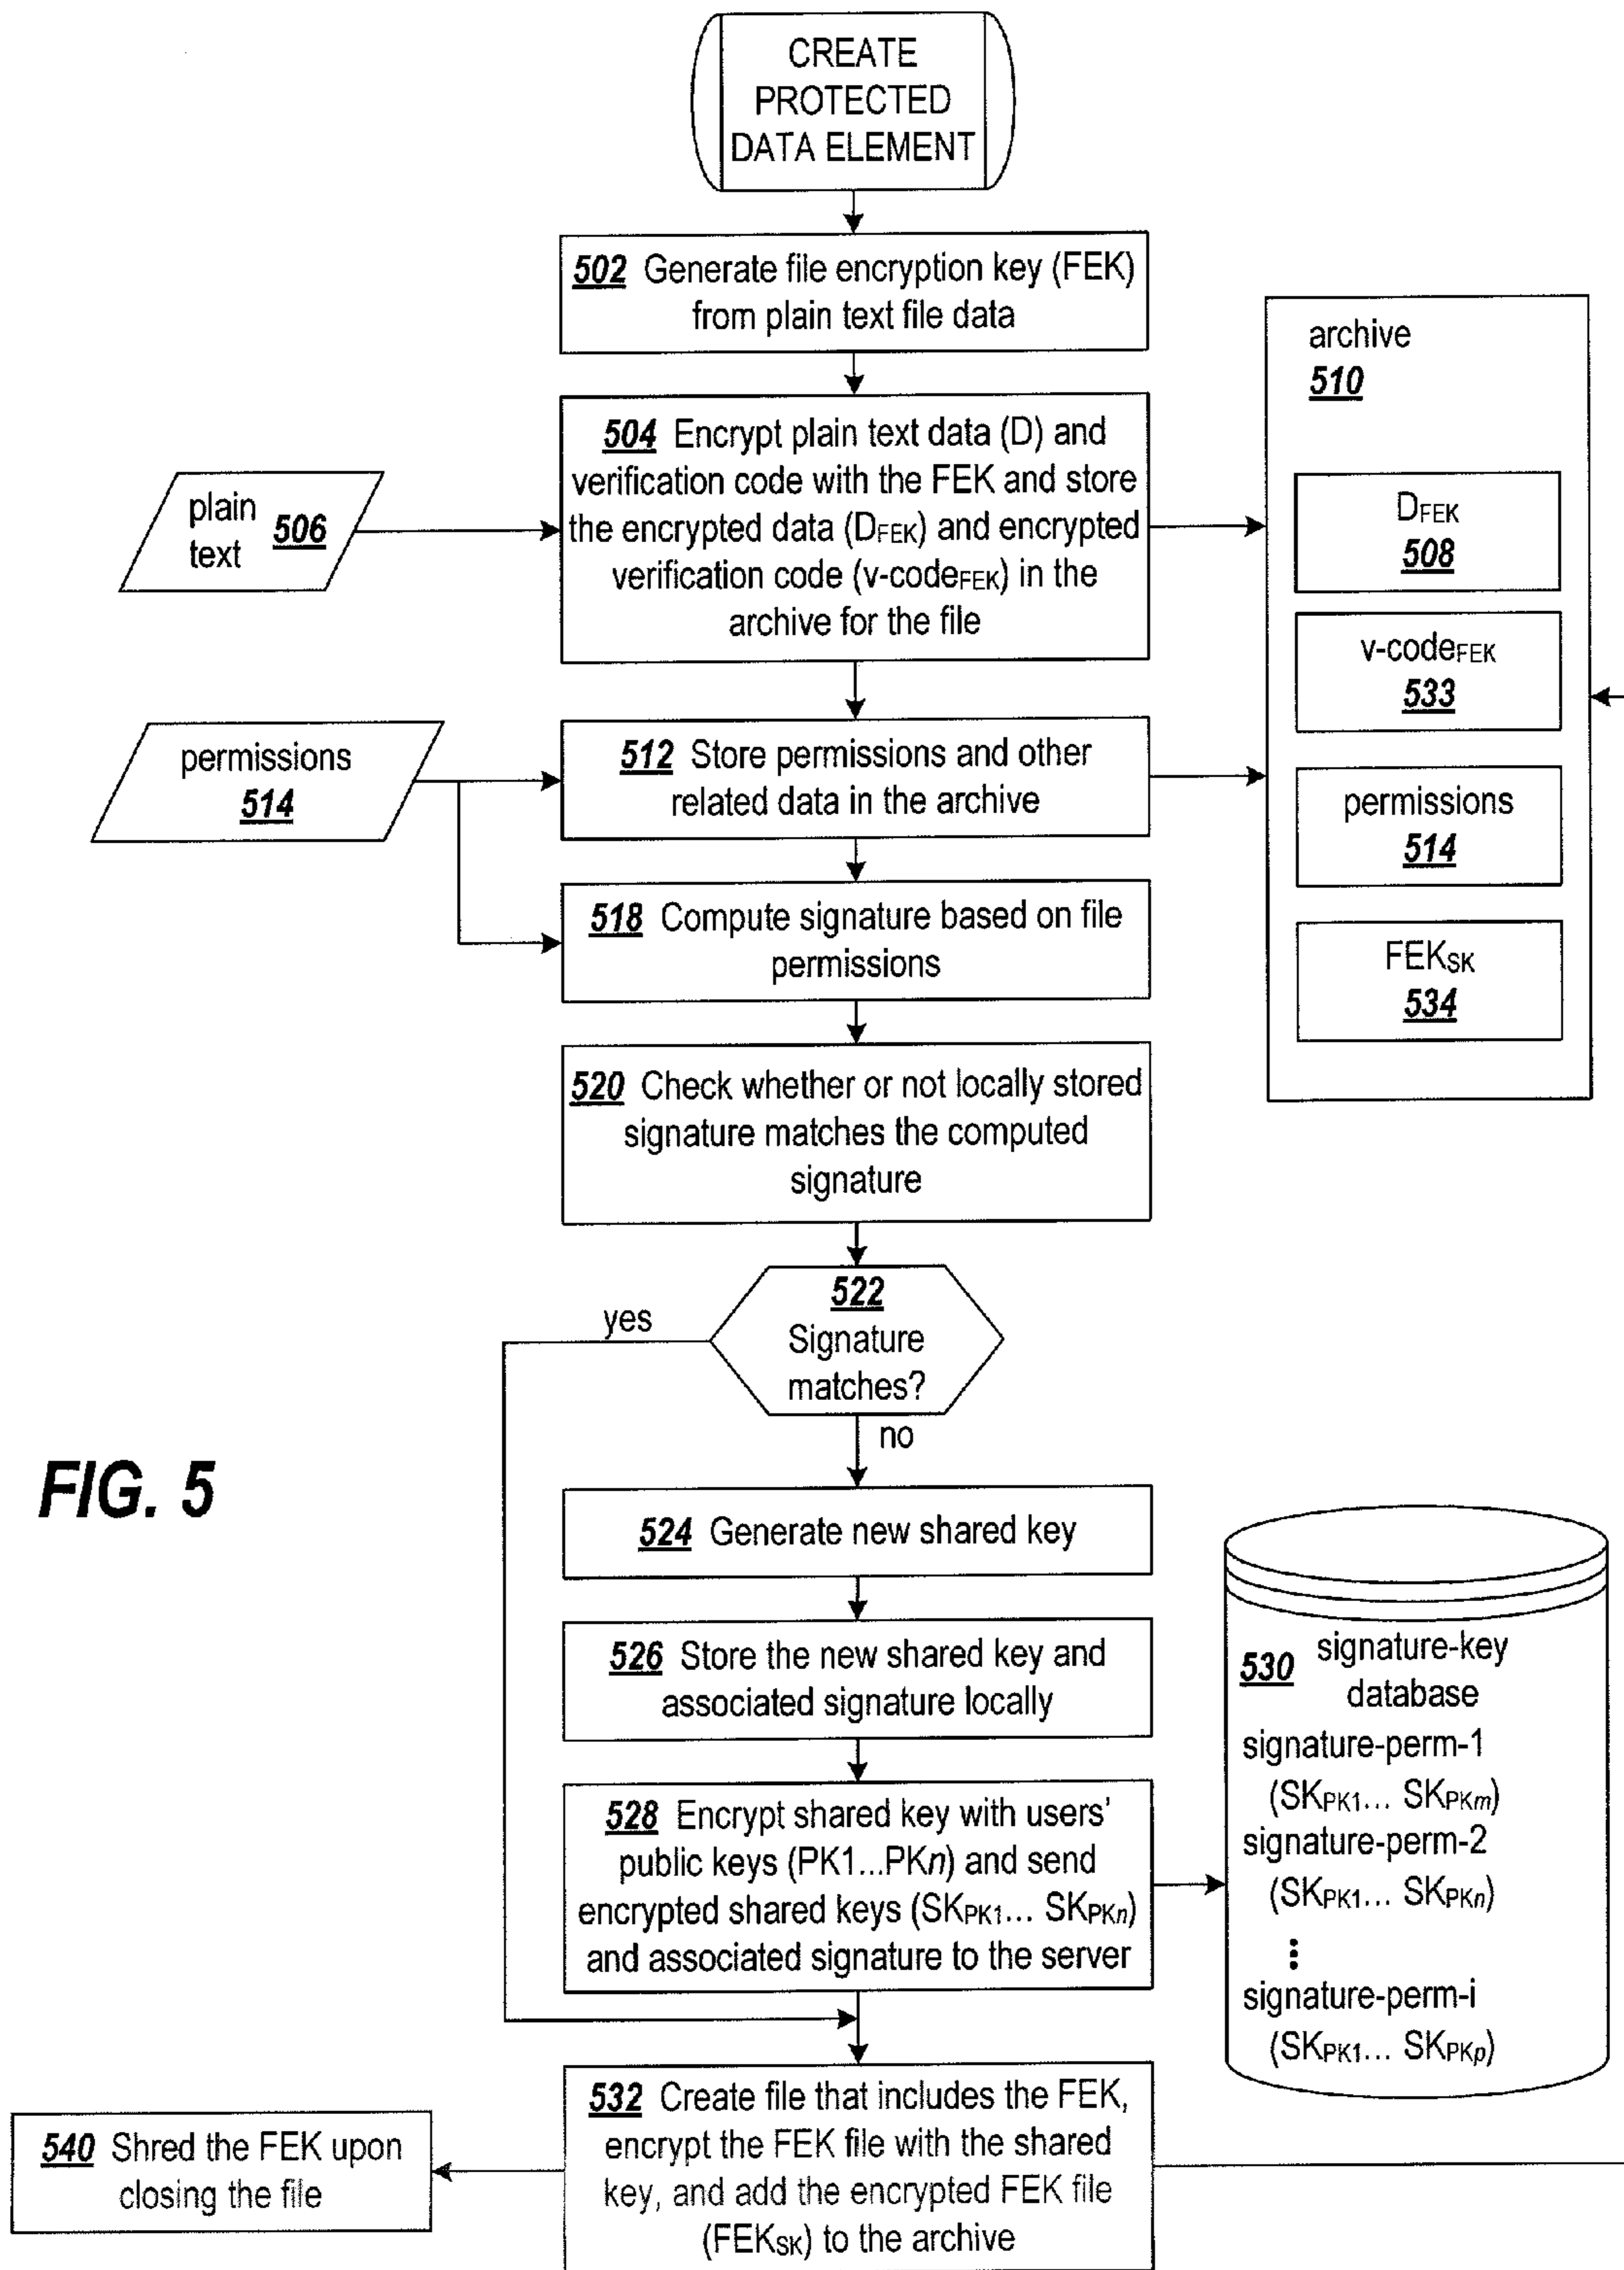 CREATE
PROTECTED
DATA ELEMENT
502 Generate file encryption key (FEK)
from plain text file data
archive
510
504 Encrypt plain text data (D) and
verification code with the FEK and store
the encrypted data (DFEK) and encrypted
verification code (v-codeFEK) in the
archive for the file
plain
text
506
DFEK
508
v-codeFEK
533
permissions
514
512 Store permissions and other
related data in the archive
permissions
514
518 Compute signature based on file
permissions
FEKSK
534
520 Check whether or not locally stored
signature matches the computed
signature
522
Signature
matches?
yes
no
FIG. 5
524 Generate new shared key
526 Store the new shared key and
associated signature locally
528 Encrypt shared key with users'
public keys (PK1...PKn) and send
encrypted shared keys (SKPK1... SKPKn)
and associated signature to the server
530 signature-key
database
signature-perm-1
(SKPK1... SKPKm)
signature-perm-2
(SKPK1... SKPKn)
⋮
signature-perm-i
(SKPK1... SKPKp)
532 Create file that includes the FEK,
encrypt the FEK file with the shared
key, and add the encrypted FEK file
(FEKSK) to the archive
540 Shred the FEK upon
closing the file